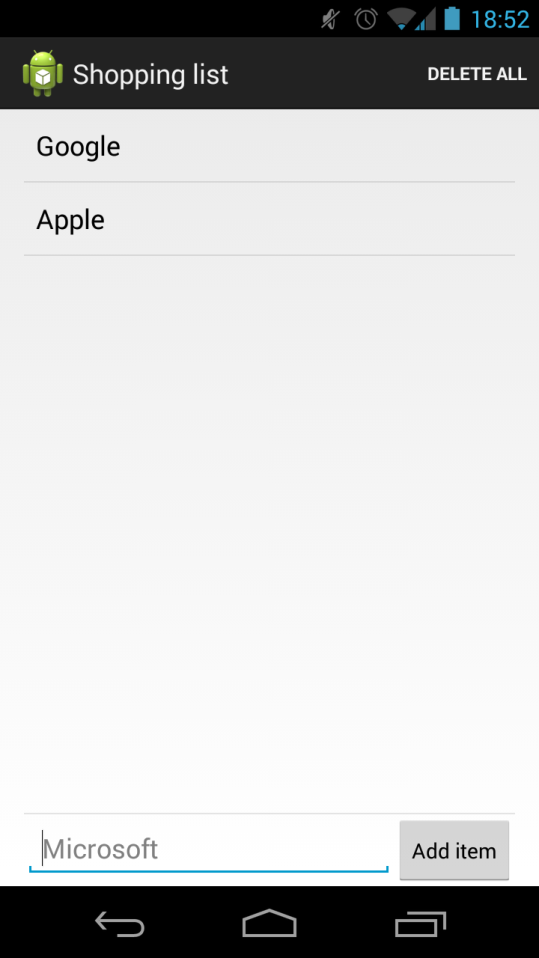 18:52
Shopping list DELETE ALL
Google
Apple
Microsoft Add item